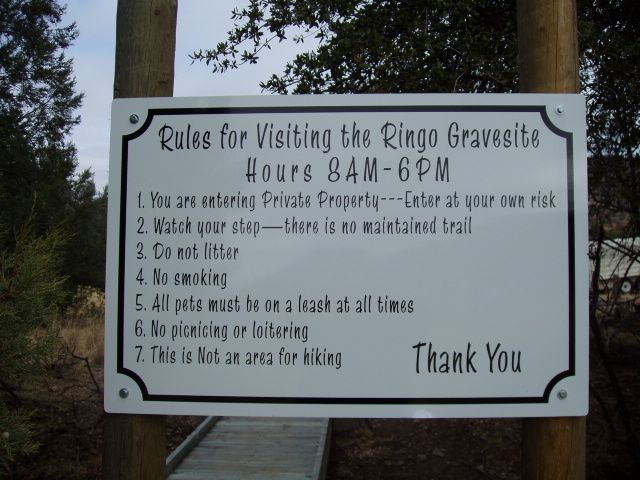 Rules for Visiting the Ringo Gravesite
Hours 8AM-6PM
1. You are entering Private Property---Enter at your own risk
2. Watch your step—there is no maintained trail
3. Do not litter
4. No smoking
5. All pets must be on a leash at all times
6. No picnicing or loitering
7. This is Not an area for hiking
Thank You